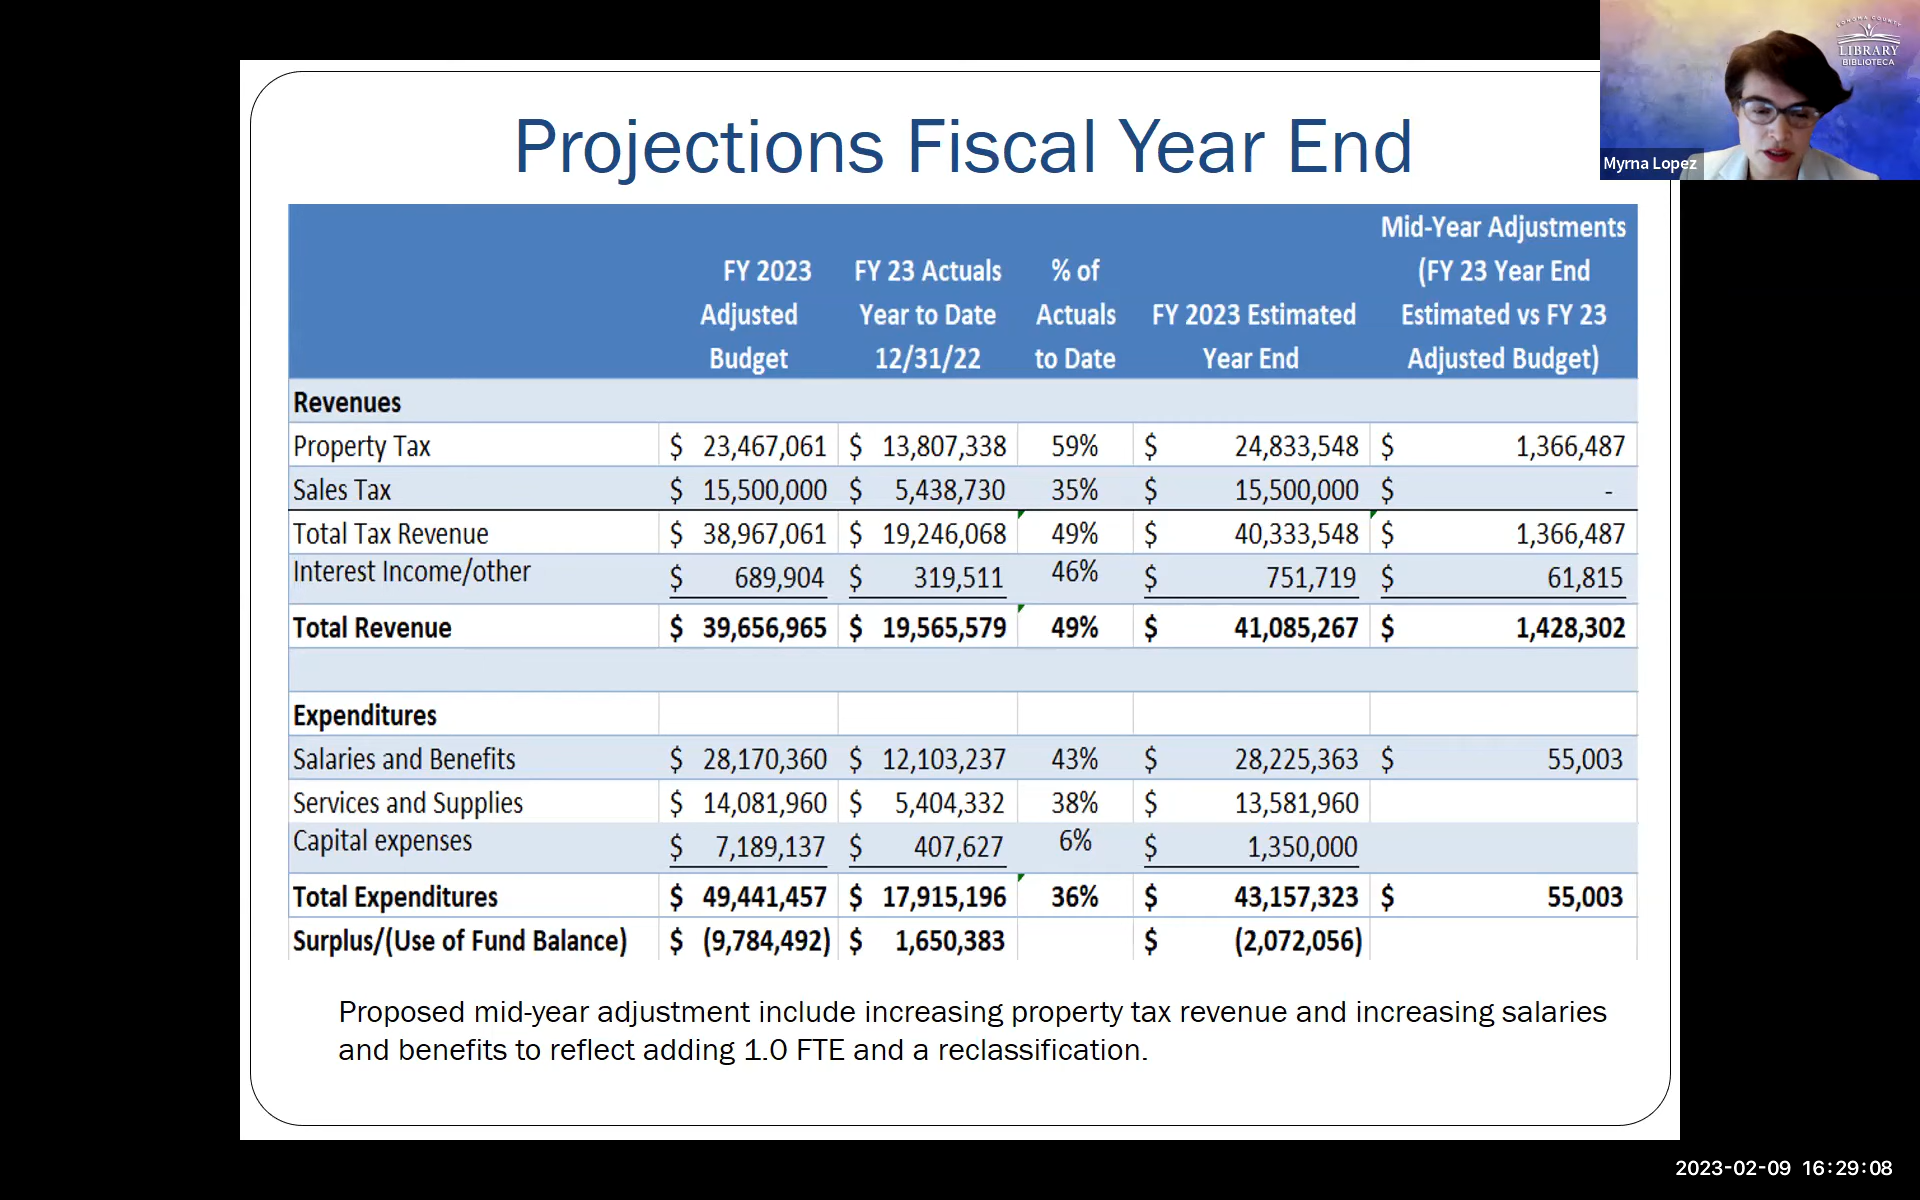 SONOMA COUNTY
LIBRARY
BIBLIOTECA
Myrna Lopez
Projections Fiscal Year End
FY 2023 Adjusted Budget FY 23 Actuals Year to Date 12/31/22 % of Actuals to Date FY 2023 Estimated Year End Mid-Year Adjustments (FY 23 Year End Estimated vs FY 23 Adjusted Budget)
Revenues
Property Tax $ 23,467,061 $ 13,807,338 59% $ 24,833,548 $ 1,366,487
Sales Tax $ 15,500,000 $ 5,438,730 35% $ 15,500,000 $ -
Total Tax Revenue $ 38,967,061 $ 19,246,068 49% $ 40,333,548 $ 1,366,487
Interest Income/other $ 689,904 $ 319,511 46% $ 751,719 $ 61,815
Total Revenue $ 39,656,965 $ 19,565,579 49% $ 41,085,267 $ 1,428,302
Expenditures
Salaries and Benefits $ 28,170,360 $ 12,103,237 43% $ 28,225,363 $ 55,003
Services and Supplies $ 14,081,960 $ 5,404,332 38% $ 13,581,960
Capital expenses $ 7,189,137 $ 407,627 6% $ 1,350,000
Total Expenditures $ 49,441,457 $ 17,915,196 36% $ 43,157,323 $ 55,003
Surplus/(Use of Fund Balance) $ (9,784,492) $ 1,650,383 $ (2,072,056)
Proposed mid-year adjustment include increasing property tax revenue and increasing salaries
and benefits to reflect adding 1.0 FTE and a reclassification.
2023-02-09 16:29:08